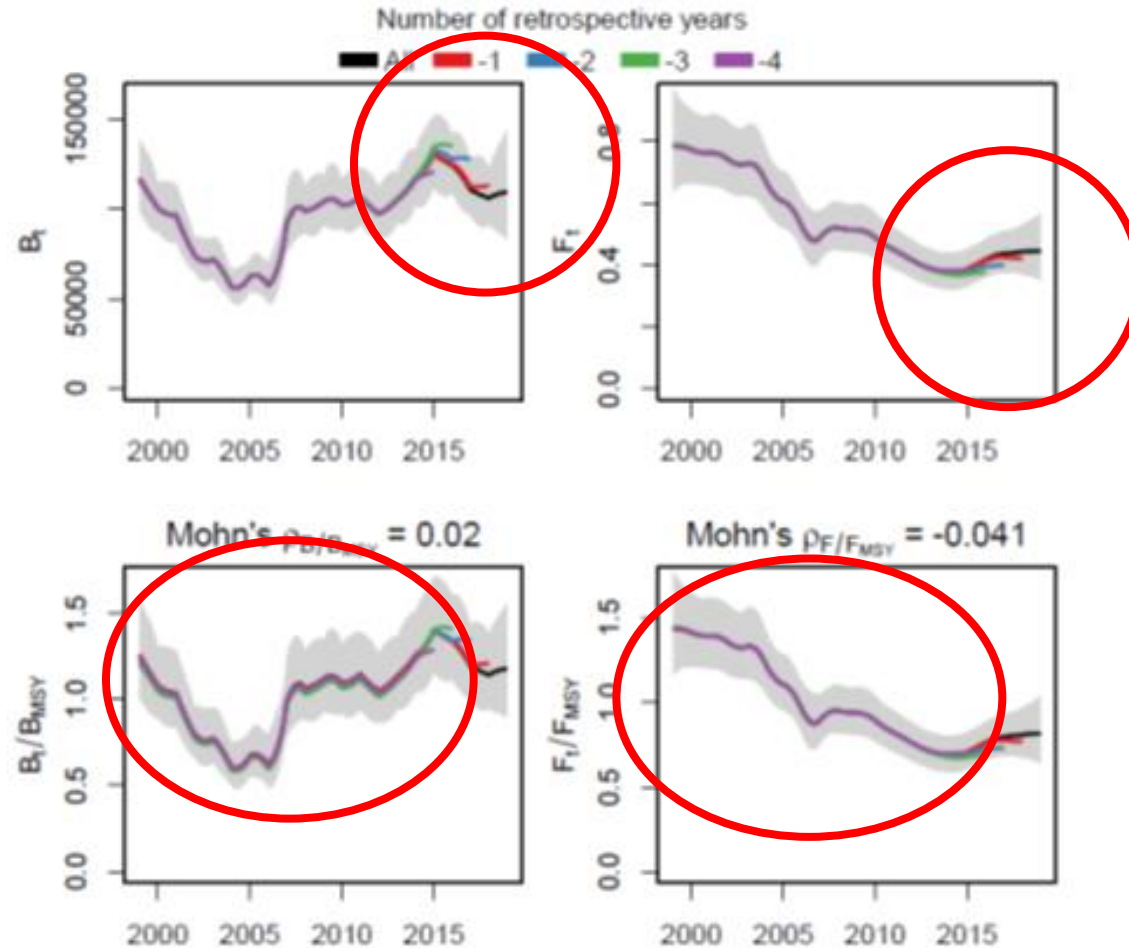 Number of retrospective years
All -1 -2 -3 -4
Bt
0 50000 1500000
2000 2005 2010 2015
Ft
0.0 0.4 0.8
2000 2005 2010 2015
Mohn's ρB/BMSY = 0.02
Bt/BMSY
0.0 0.5 1.0 1.5
2000 2005 2010 2015
Mohn's ρF/FMSY = -0.041
Ft/FMSY
0.0 0.5 1.0 1.5
2000 2005 2010 2015